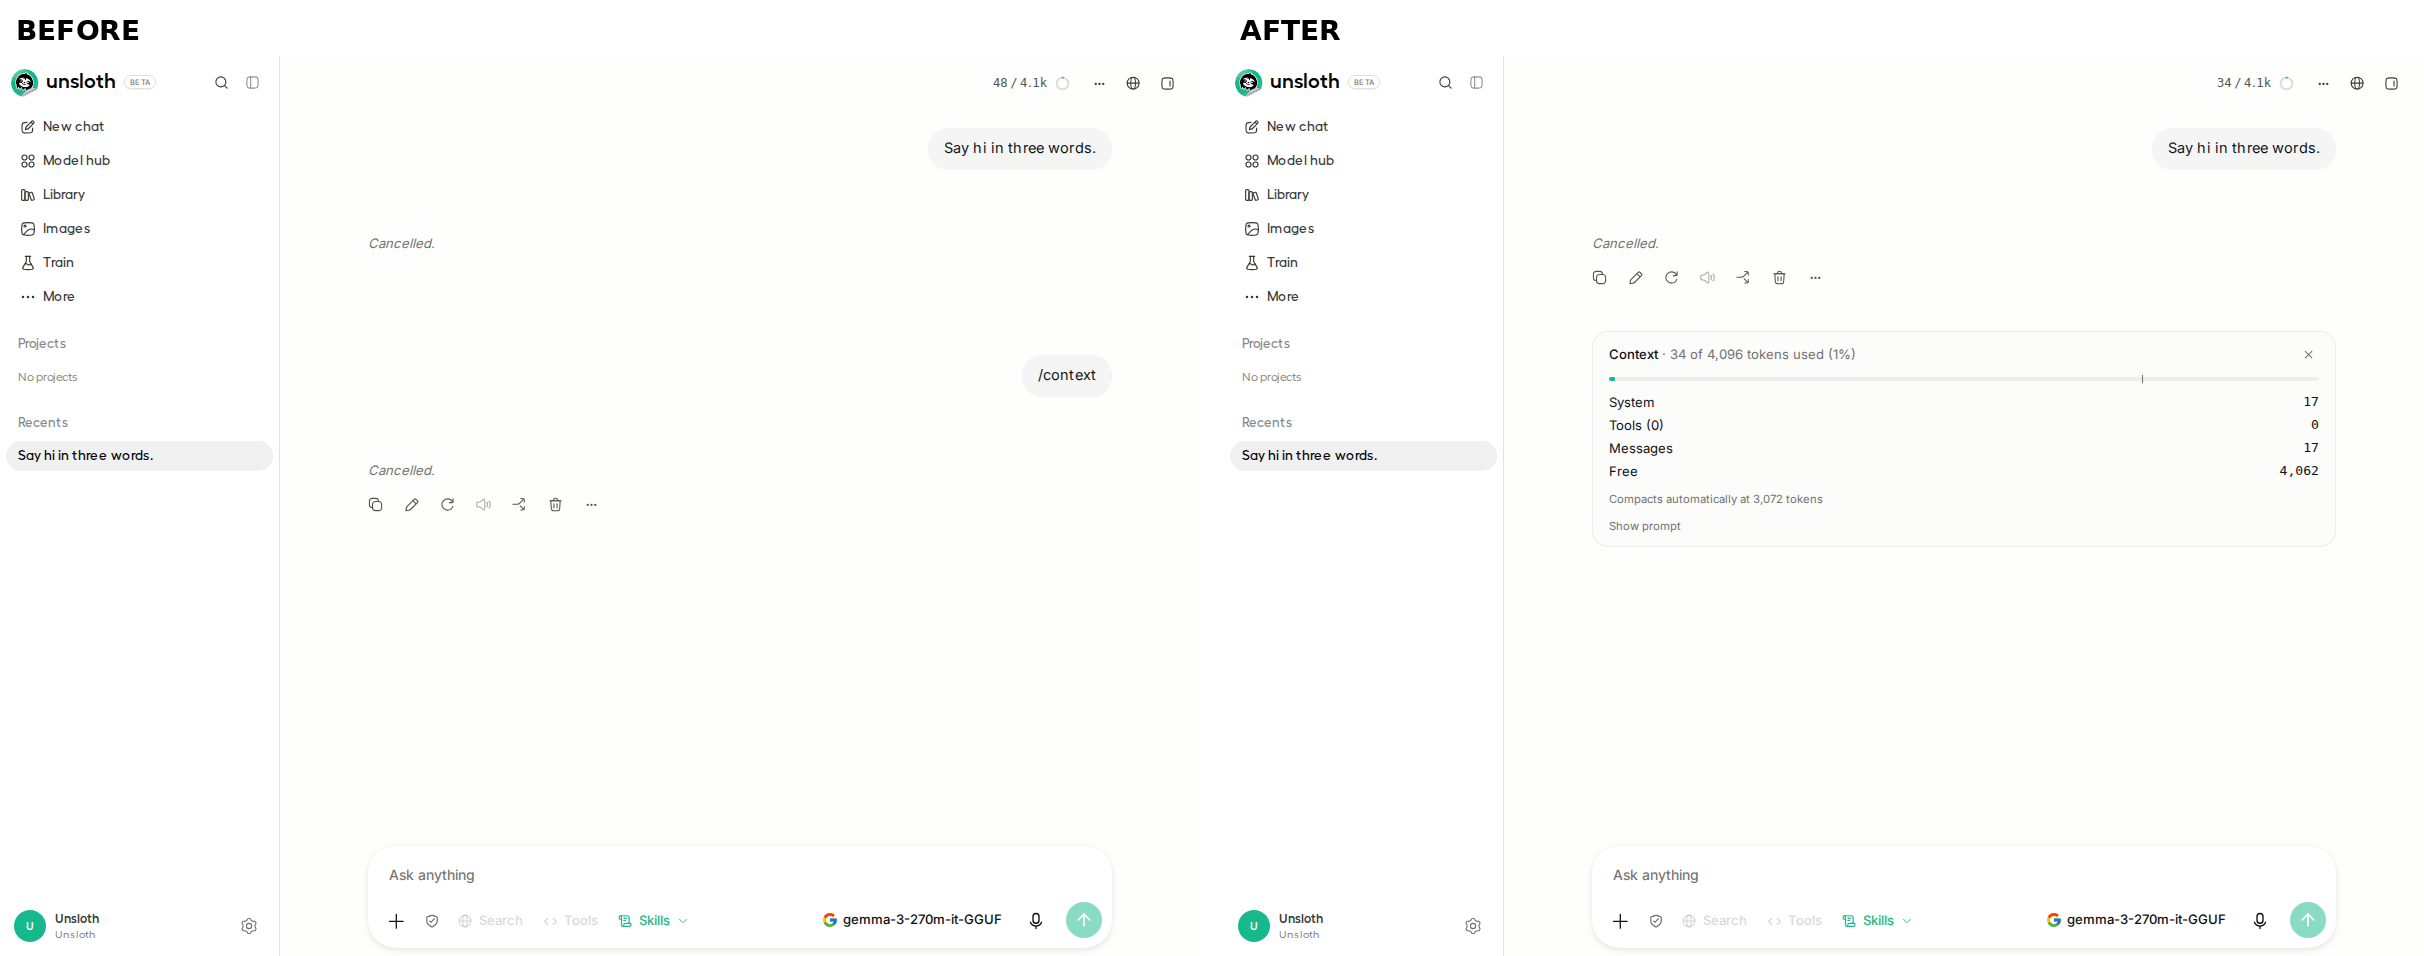 BEFORE
unsloth BETA
New chat
Model hub
Library
Images
Train
More
Projects
No projects
Recents
Say hi in three words.
Unsloth
Unsloth
U
48 / 4.1k
Say hi in three words.
Cancelled.
/context
Cancelled.
Ask anything
Search Tools Skills gemma-3-270m-it-GGUF
AFTER
unsloth BETA
New chat
Model hub
Library
Images
Train
More
Projects
No projects
Recents
Say hi in three words.
Unsloth
Unsloth
U
34 / 4.1k
Say hi in three words.
Cancelled.
Context · 34 of 4,096 tokens used (1%)
System 17
Tools (0) 0
Messages 17
Free 4,062
Compacts automatically at 3,072 tokens
Show prompt
Ask anything
Search Tools Skills gemma-3-270m-it-GGUF